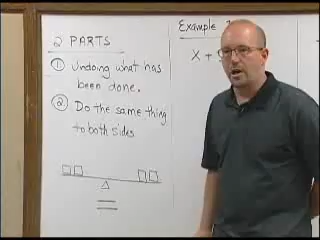 2 PARTS
① Undoing what has
been done.
② Do the same thing
to both sides
=
Example
X +